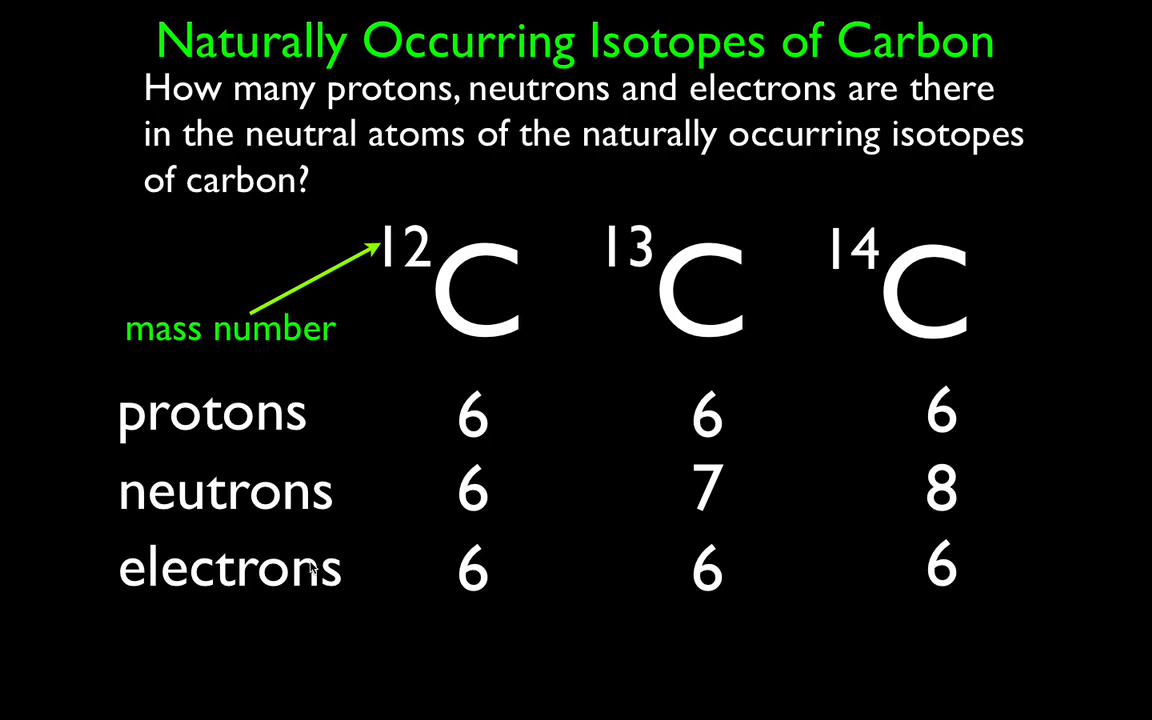 Naturally Occurring Isotopes of Carbon
How many protons, neutrons and electrons are there
in the neutral atoms of the naturally occurring isotopes
of carbon?
12C 13C 14C
mass number
protons 6 6 6
neutrons 6 7 8
electrons 6 6 6